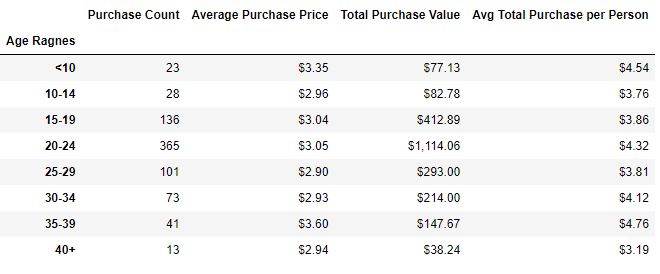 Purchase Count Average Purchase Price Total Purchase Value Avg Total Purchase per Person
Age Ragnes
<10 23 $3.35 $77.13 $4.54
10-14 28 $2.96 $82.78 $3.76
15-19 136 $3.04 $412.89 $3.86
20-24 365 $3.05 $1,114.06 $4.32
25-29 101 $2.90 $293.00 $3.81
30-34 73 $2.93 $214.00 $4.12
35-39 41 $3.60 $147.67 $4.76
40+ 13 $2.94 $38.24 $3.19